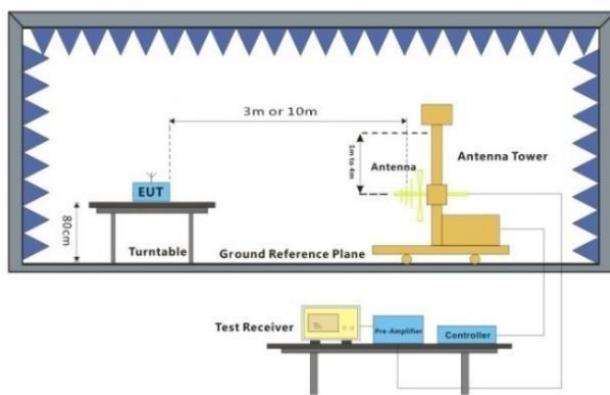 3m or 10m
1m to 4m
Antenna
Antenna Tower
EUT
80cm
Turntable
Ground Reference Plane
Test Receiver
Pre-Amplifier
Controller